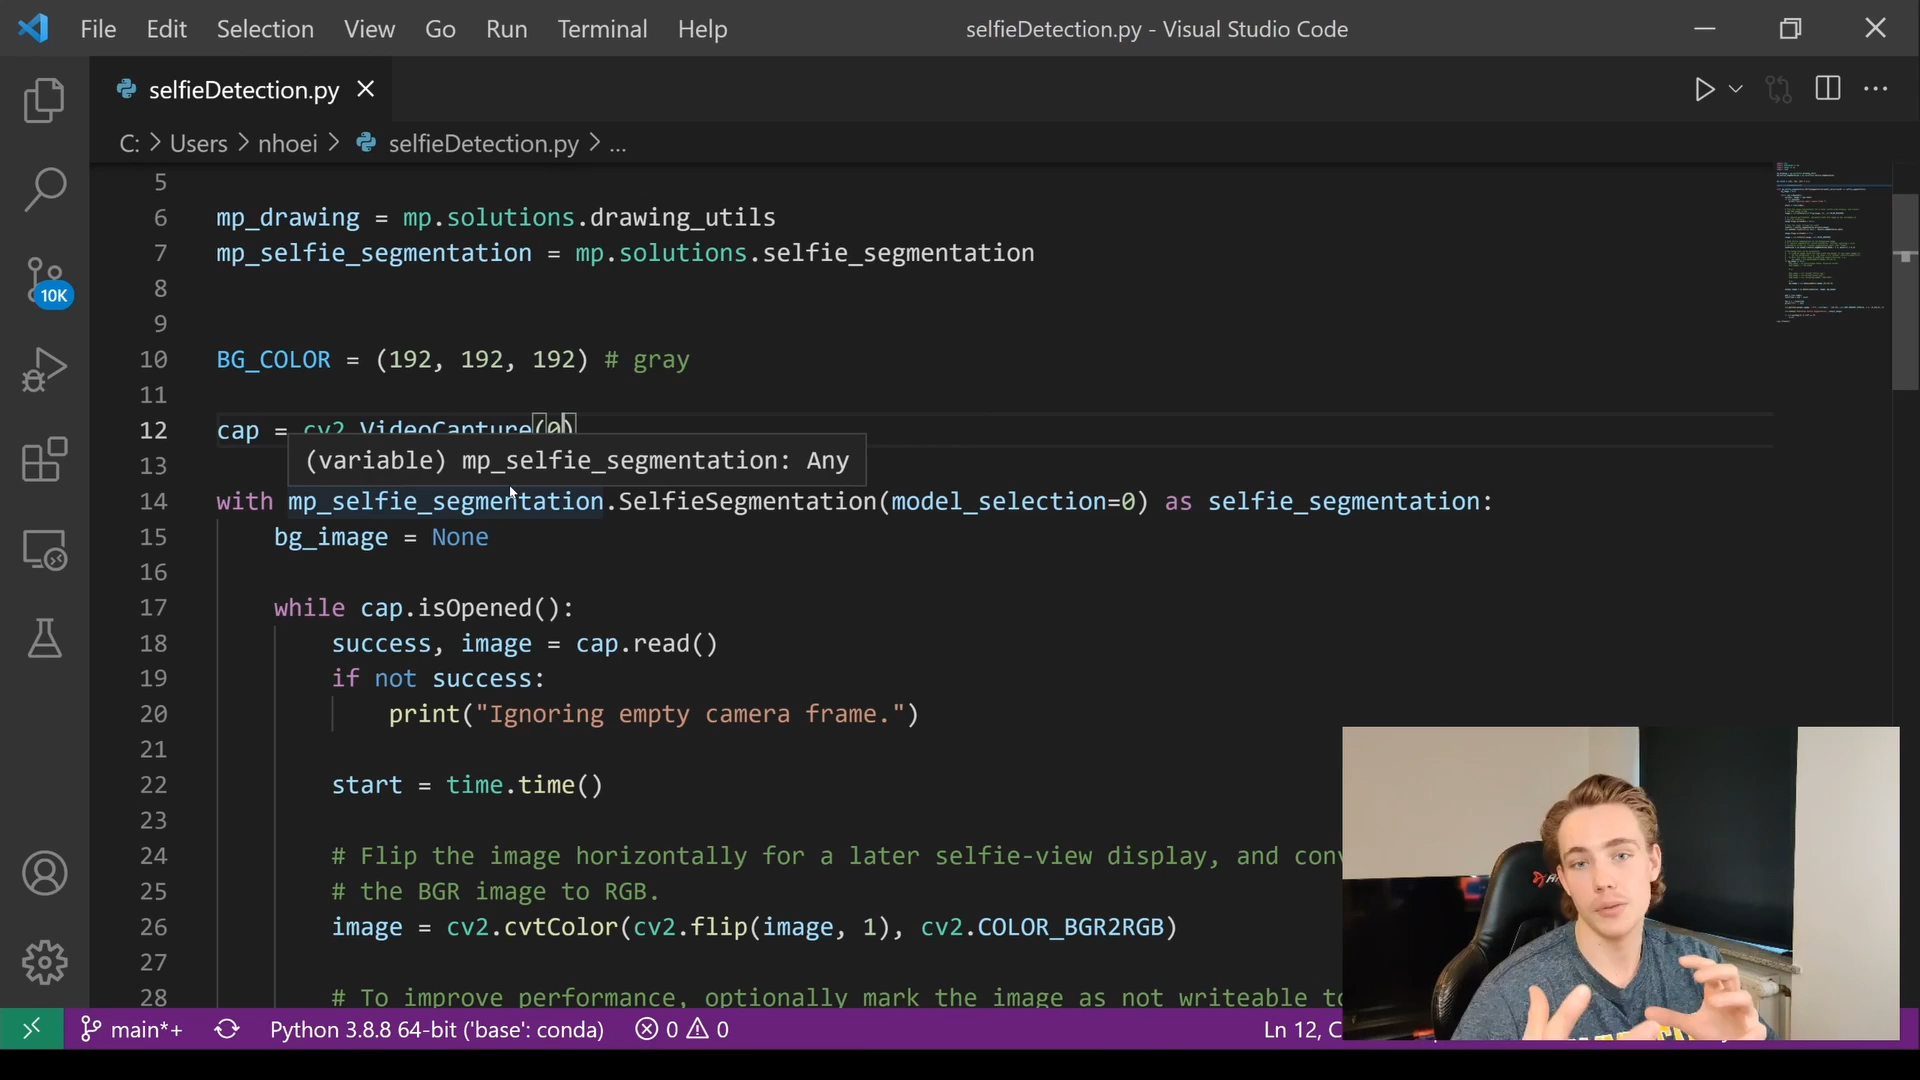 File Edit Selection View Go Run Terminal Help selfieDetection.py - Visual Studio Code
selfieDetection.py
C: > Users > nhoei > selfieDetection.py > ...
5
6 mp_drawing = mp.solutions.drawing_utils
7 mp_selfie_segmentation = mp.solutions.selfie_segmentation
8
9
10 BG_COLOR = (192, 192, 192) # gray
11
12 cap = cv2.VideoCapture(0)
(variable) mp_selfie_segmentation: Any
13
14 with mp_selfie_segmentation.SelfieSegmentation(model_selection=0) as selfie_segmentation:
15 bg_image = None
16
17 while cap.isOpened():
18 success, image = cap.read()
19 if not success:
20 print("Ignoring empty camera frame.")
21
22 start = time.time()
23
24 # Flip the image horizontally for a later selfie-view display, and conv
25 # the BGR image to RGB.
26 image = cv2.cvtColor(cv2.flip(image, 1), cv2.COLOR_BGR2RGB)
27
28 # To improve performance, optionally mark the image as not writeable to
10K
main*+ Python 3.8.8 64-bit ('base': conda) 0 0 Ln 12, C